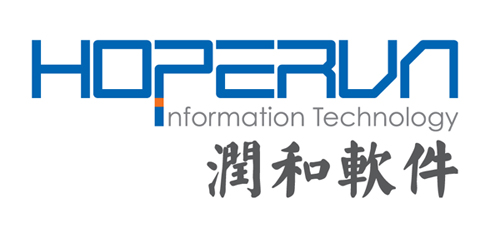 HOPERUN
Information Technology
潤和軟件